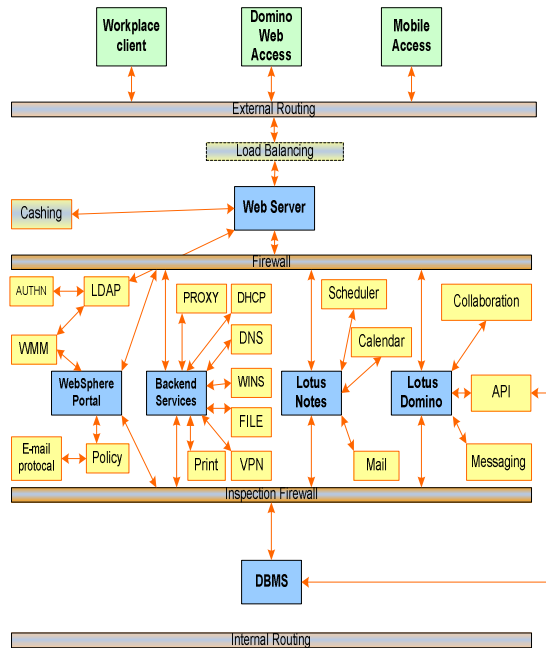 Workplace
client
Domino
Web
Access
Mobile
Access
External Routing
Load Balancing
Cashing
Web Server
Firewall
AUTHN
LDAP
PROXY
DHCP
Scheduler
Collaboration
WMM
DNS
Calendar
WebSphere
Portal
Backend
Services
WINS
Lotus
Notes
Lotus
Domino
API
FILE
E-mail
protocal
Policy
Print
VPN
Mail
Messaging
Inspection Firewall
DBMS
Internal Routing